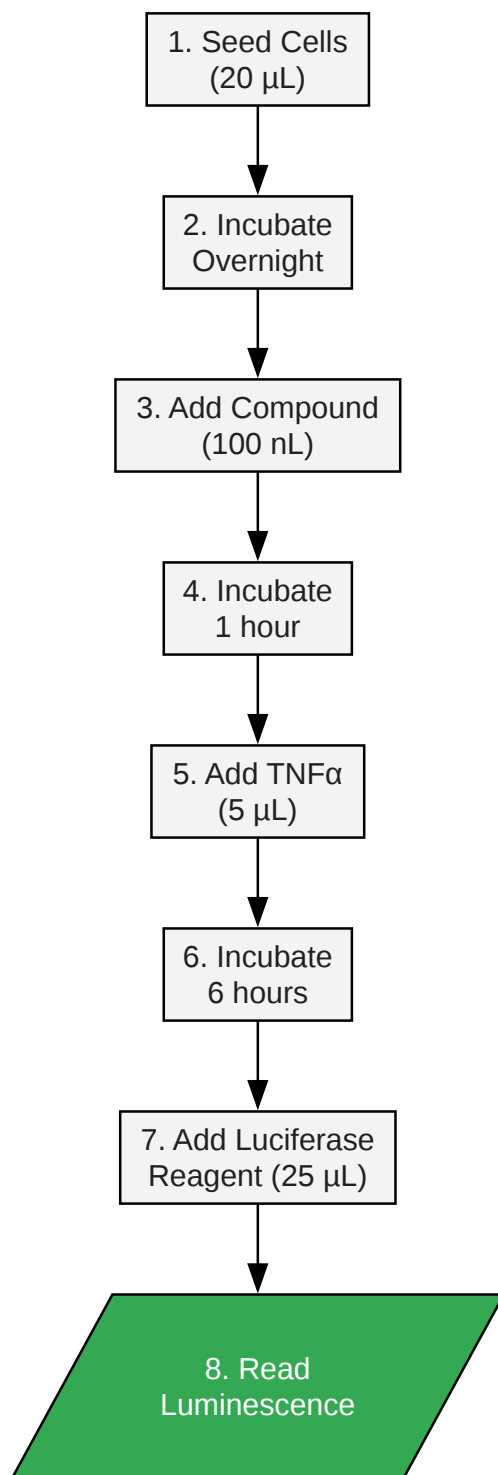 1. Seed Cells
(20 µL)
2. Incubate
Overnight
3. Add Compound
(100 nL)
4. Incubate
1 hour
5. Add TNFα
(5 µL)
6. Incubate
6 hours
7. Add Luciferase
Reagent (25 µL)
8. Read
Luminescence